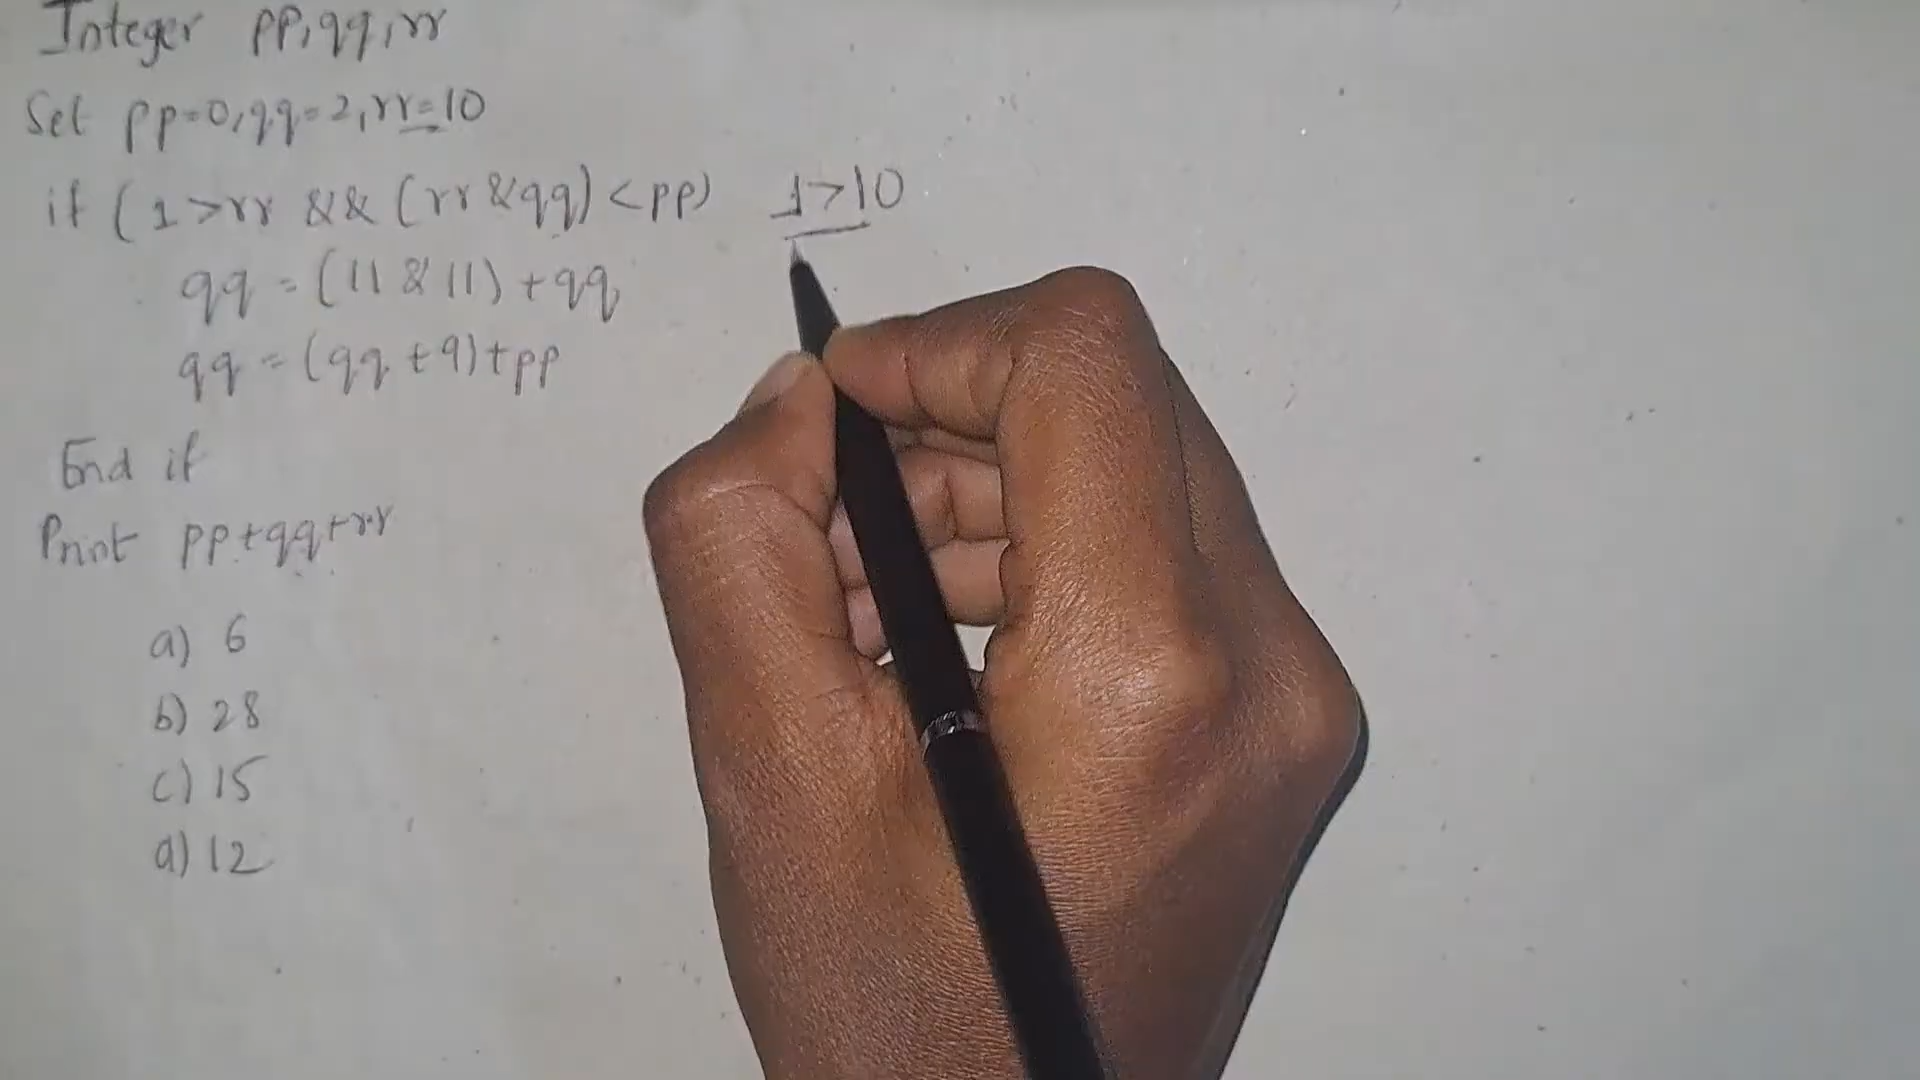 Integer pp,qq,rr
Set pp=0,qq=2,rr=10
if (1>rr && (rr &qq) <pp) 1>10
qq = (11 & 11) +qq
qq = (qq +9)+pp
End if
Print pp+qq+rr
a) 6
b) 28
c) 15
d) 12